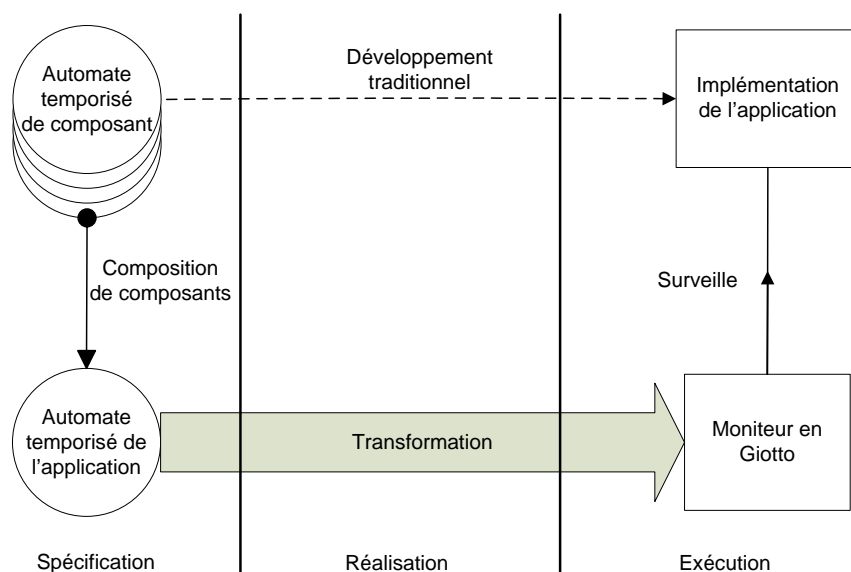 Automate
temporisé
de composant
Développement
traditionnel
Implémentation
de l'application
Composition
de composants
Surveille
Automate
temporisé de
l'application
Transformation
Moniteur en
Giotto
Spécification
Réalisation
Exécution